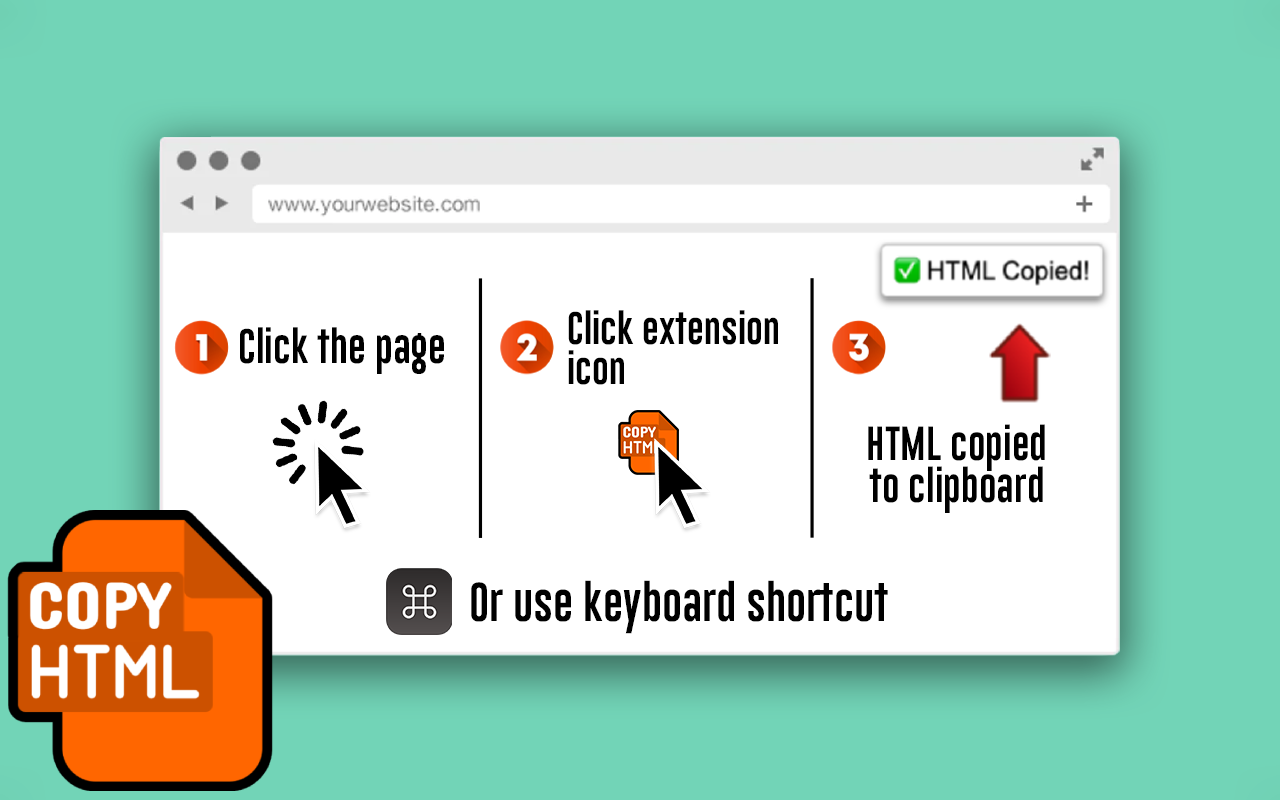 www.yourwebsite.com
✅ HTML Copied!
1 Click the page
2 Click extension
icon
COPY
HTML
3
HTML copied
to clipboard
⌘ Or use keyboard shortcut
COPY
HTML